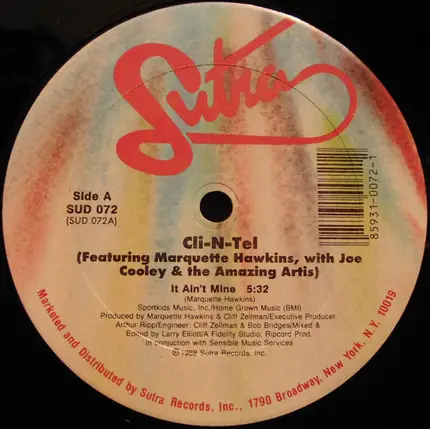 Sutra
Side A
SUD 072
(SUD 072A)
85931-0072-1
Cli-N-Tel
(Featuring Marquette Hawkins, with Joe
Cooley & the Amazing Artis)
It Ain't Mine 5:32
(Marquette Hawkins)
Sportkids Music, Inc./Home Grown Music (BMI)
Produced by Marquette Hawkins & Cliff Zellman/Executive Producer.
Arthur Ripp/Engineer: Cliff Zellman & Bob Bridges/Mixed &
Edited by Larry Elliott/A Fidelity Studio, Ripcord Prod.
In conjunction with Sensible Music Services
Sutra Records, Inc.
Marketed and Distributed by Sutra Records, Inc., 1790 Broadway, New York, N.Y. 10019